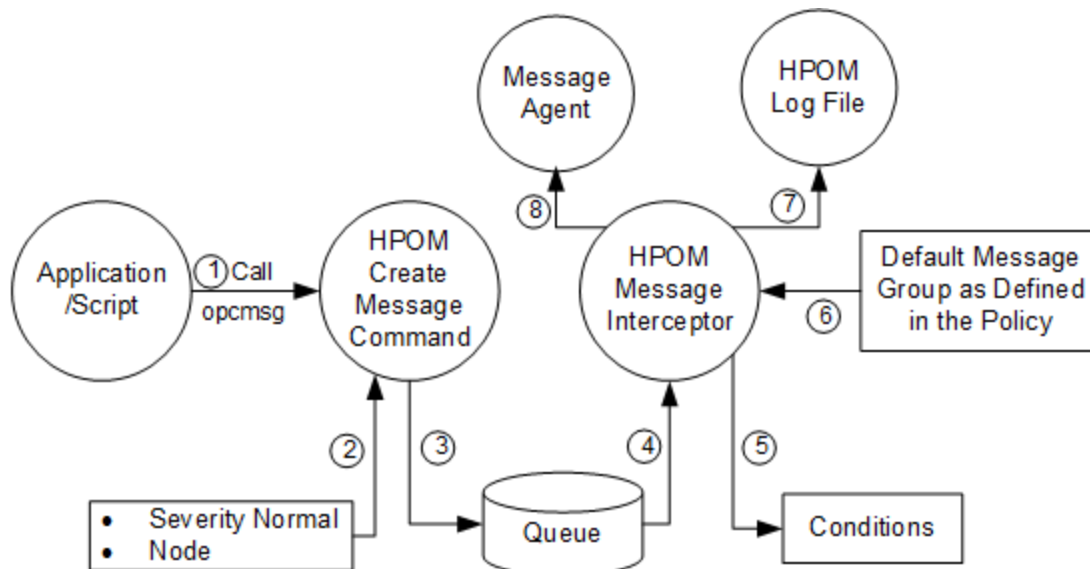 Message
Agent
HPOM
Log File
8
7
Application
/Script
1 Call
opcmsg
HPOM
Create
Message
Command
HPOM
Message
Interceptor
6
Default Message
Group as Defined
in the Policy
2
3
4
5
• Severity Normal
• Node
Queue
Conditions